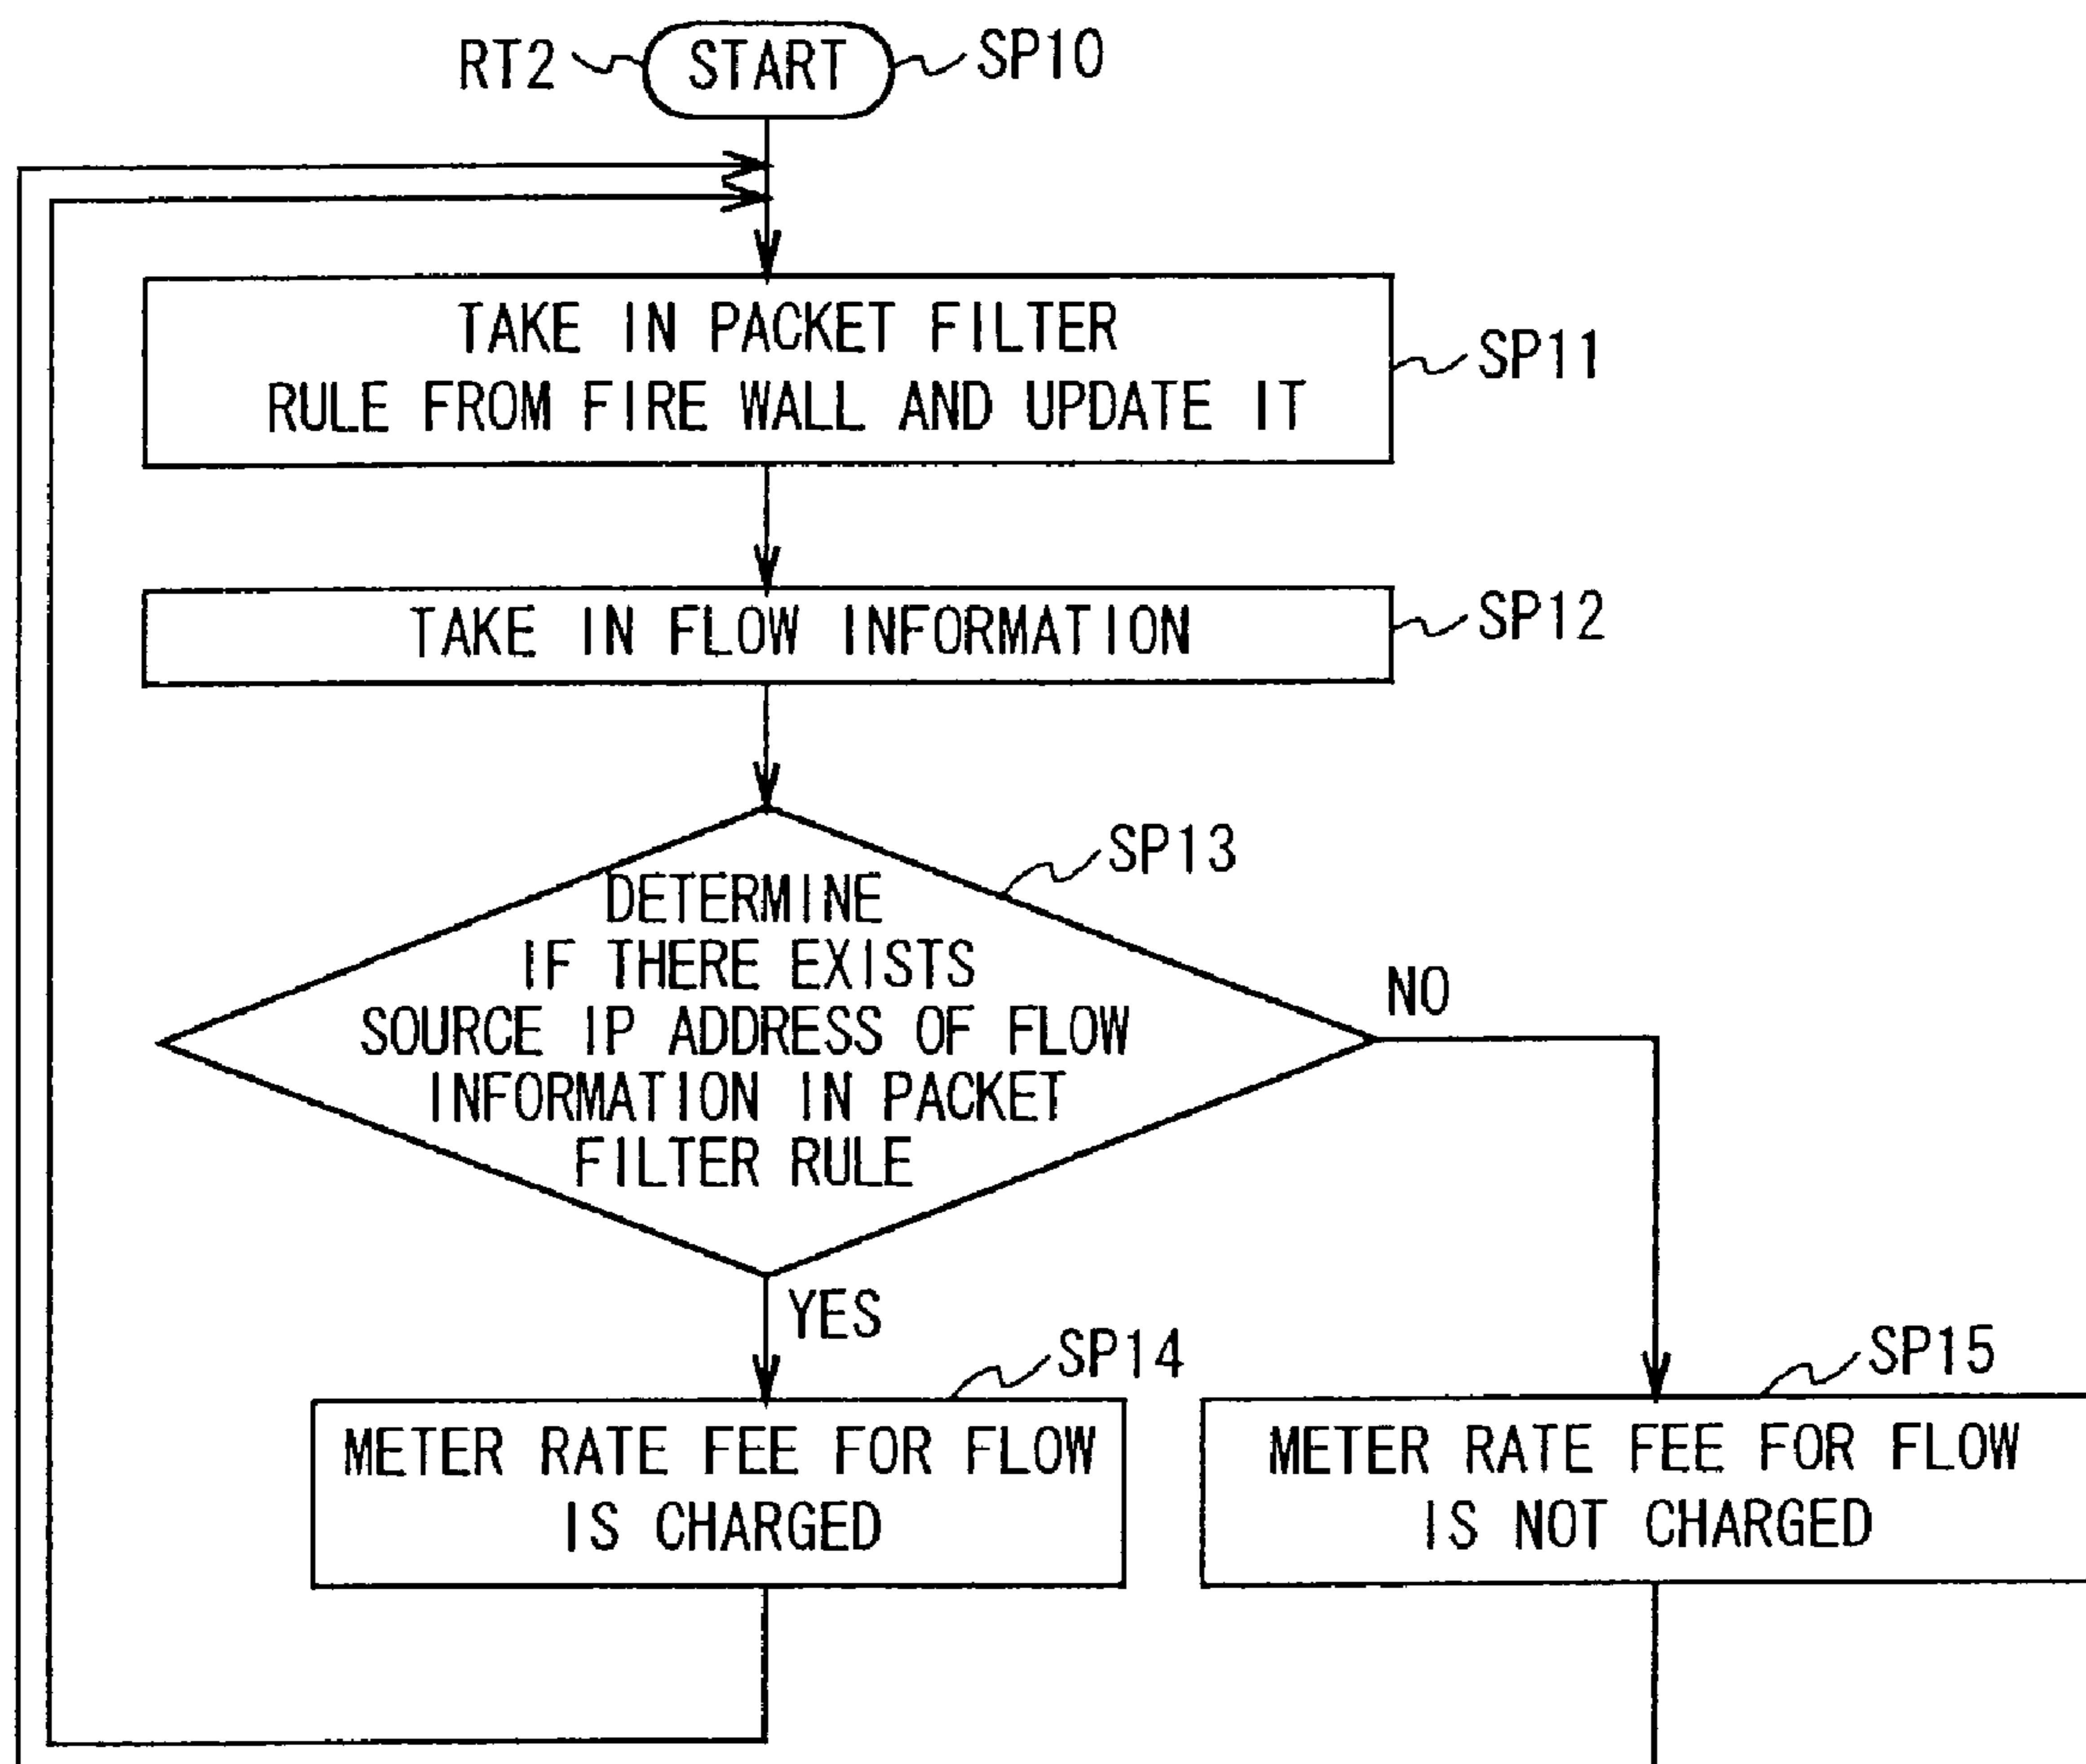 RT2
START
SP10
TAKE IN PACKET FILTER
RULE FROM FIRE WALL AND UPDATE IT
SP11
TAKE IN FLOW INFORMATION
SP12
SP13
DETERMINE
IF THERE EXISTS
SOURCE IP ADDRESS OF FLOW
INFORMATION IN PACKET
FILTER RULE
NO
YES
SP14
METER RATE FEE FOR FLOW
IS CHARGED
SP15
METER RATE FEE FOR FLOW
IS NOT CHARGED